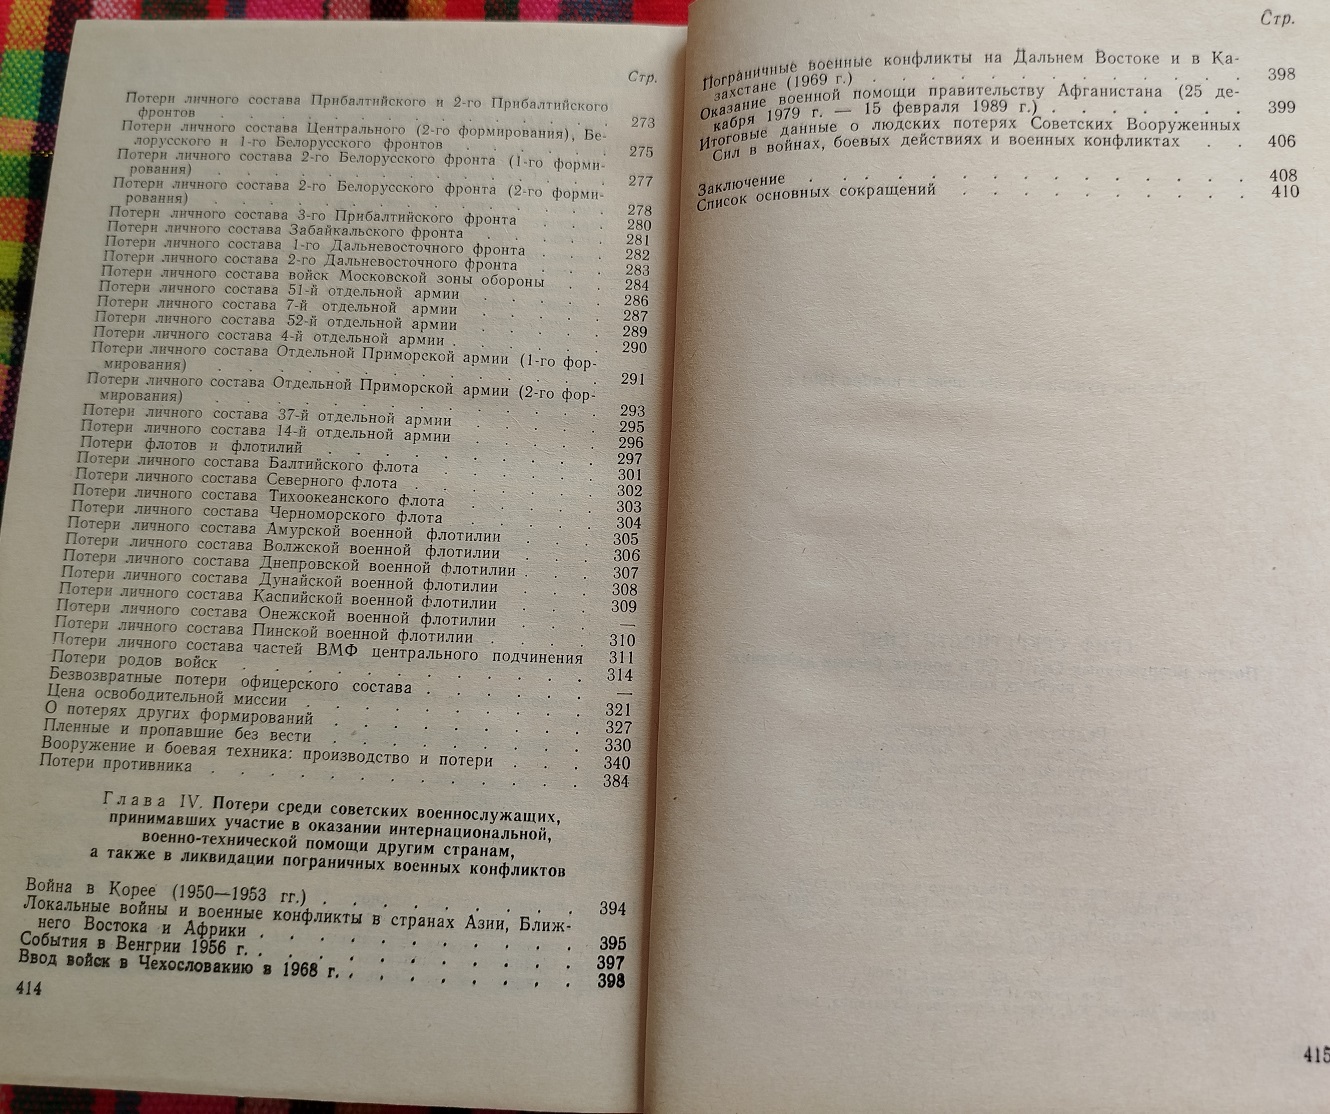 Стр.
Потери личного состава Прибалтийского и 2-го Прибалтийского
фронтов . . . . . . . . . . . 273
Потери личного состава Центрального (2-го формирования), Бе-
лорусского и 1-го Белорусского фронтов . . . . . . 275
Потери личного состава 2-го Белорусского фронта (1-го форми-
рования) . . . . . . . . . . . 277
Потери личного состава 2-го Белорусского фронта (2-го форми-
рования) . . . . . . . . . . . 278
Потери личного состава 3-го Прибалтийского фронта . . . 280
Потери личного состава Забайкальского фронта . . . . 281
Потери личного состава 1-го Дальневосточного фронта . . . 282
Потери личного состава 2-го Дальневосточного фронта . . . 283
Потери личного состава войск Московской зоны обороны . . 284
Потери личного состава 51-й отдельной армии . . . . 286
Потери личного состава 7-й отдельной армии . . . . 287
Потери личного состава 52-й отдельной армии . . . . 289
Потери личного состава 4-й отдельной армии . . . . . 290
Потери личного состава Отдельной Приморской армии (1-го фор-
мирования) . . . . . . . . . . . 291
Потери личного состава Отдельной Приморской армии (2-го фор-
мирования) . . . . . . . . . . . 293
Потери личного состава 37-й отдельной армии . . . . 295
Потери личного состава 14-й отдельной армии . . . . 296
Потери флотов и флотилий . . . . . . . . 297
Потери личного состава Балтийского флота . . . . . 301
Потери личного состава Северного флота . . . . . . 302
Потери личного состава Тихоокеанского флота . . . . 303
Потери личного состава Черноморского флота . . . . 304
Потери личного состава Амурской военной флотилии . . . 305
Потери личного состава Волжской военной флотилии . . . 306
Потери личного состава Днепровской военной флотилии . . . 307
Потери личного состава Дунайской военной флотилии . . . 308
Потери личного состава Каспийской военной флотилии . . . 309
Потери личного состава Онежской военной флотилии . . . —
Потери личного состава Пинской военной флотилии . . . . 310
Потери личного состава частей ВМФ центрального подчинения 311
Потери родов войск . . . . . . . . . . 314
Безвозвратные потери офицерского состава . . . . . —
Цена освободительной миссии . . . . . . . . 321
О потерях других формирований . . . . . . . 327
Пленные и пропавшие без вести . . . . . . . 330
Вооружение и боевая техника: производство и потери . . . 340
Потери противника . . . . . . . . . . 384
Глава IV. Потери среди советских военнослужащих,
принимавших участие в оказании интернациональной,
военно-технической помощи другим странам,
а также в ликвидации пограничных военных конфликтов
Война в Корее (1950—1953 гг.) . . . . . . . . 394
Локальные войны и военные конфликты в странах Азии, Ближ-
него Востока и Африки . . . . . . . . . . 395
События в Венгрии 1956 г. . . . . . . . . . . 397
Ввод войск в Чехословакию в 1968 г. . . . . . . . 398
414
Стр.
Пограничные военные конфликты на Дальнем Востоке и в Ка-
захстане (1969 г.) . . . . . . . . . . 398
Оказание военной помощи правительству Афганистана (25 де-
кабря 1979 г. — 15 февраля 1989 г.) . . . . . . 399
Итоговые данные о людских потерях Советских Вооруженных
Сил в войнах, боевых действиях и военных конфликтах . . 406
Заключение . . . . . . . . . . . . 408
Список основных сокращений . . . . . . . . 410
415